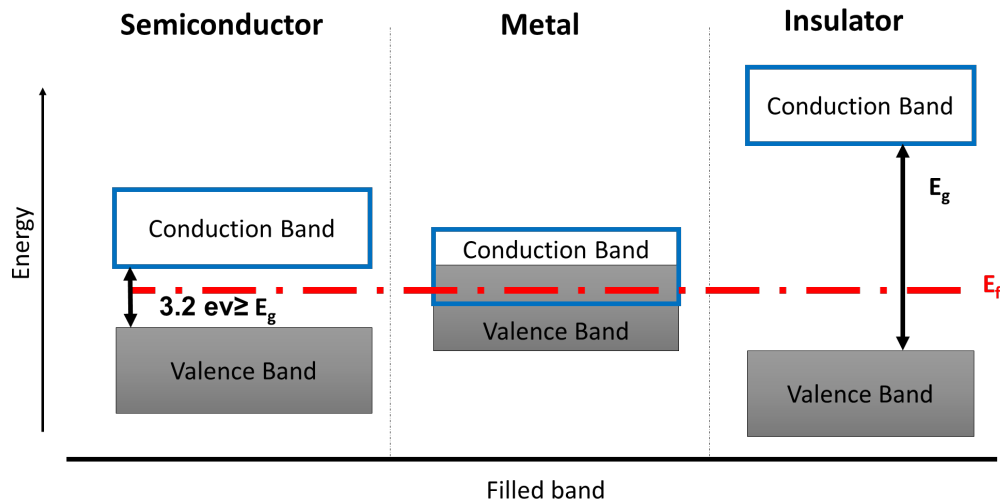 Semiconductor
Metal
Insulator
Energy
Conduction Band
3.2 ev≥ Eg
Valence Band
Conduction Band
Valence Band
Conduction Band
Eg
Ef
Valence Band
Filled band